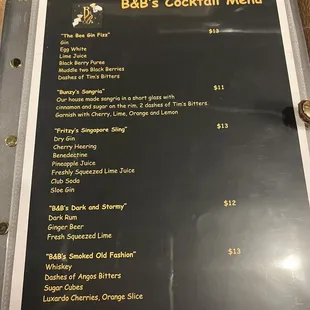 B&B's Cocktail Menu
"The Bee Gin Fizz" $13
Gin
Egg White
Lime Juice
Black Berry Puree
Muddle two Black Berries
Dashes of Tim's Bitters
"Bunzy's Sangria" $11
Our house made sangria in a short glass with
cinnamon and sugar on the rim. 2 dashes of Tim's Bitters.
Garnish with Cherry, Lime, Orange and Lemon
"Fritzy's Singapore Sling" $13
Dry Gin
Cherry Heering
Benedectine
Pineapple Juice
Freshly Squeezed Lime Juice
Club Soda
Sloe Gin
"B&B's Dark and Stormy" $12
Dark Rum
Ginger Beer
Fresh Squeezed Lime
"B&B's Smoked Old Fashion" $13
Whiskey
Dashes of Angos Bitters
Sugar Cubes
Luxardo Cherries, Orange Slice